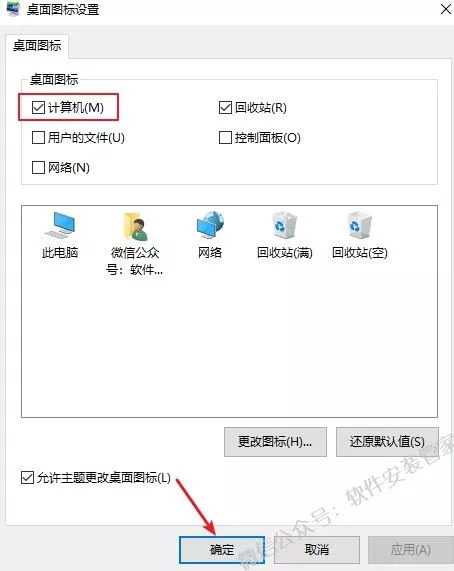 桌面图标设置
桌面图标
桌面图标
计算机(M)
回收站(R)
用户的文件(U)
控制面板(O)
网络(N)
此电脑
微信公众号：软件...
网络
回收站(满)
回收站(空)
更改图标(H)...
还原默认值(S)
允许主题更改桌面图标(L)
确定
取消
应用(A)
微信公众号：软件安装管家